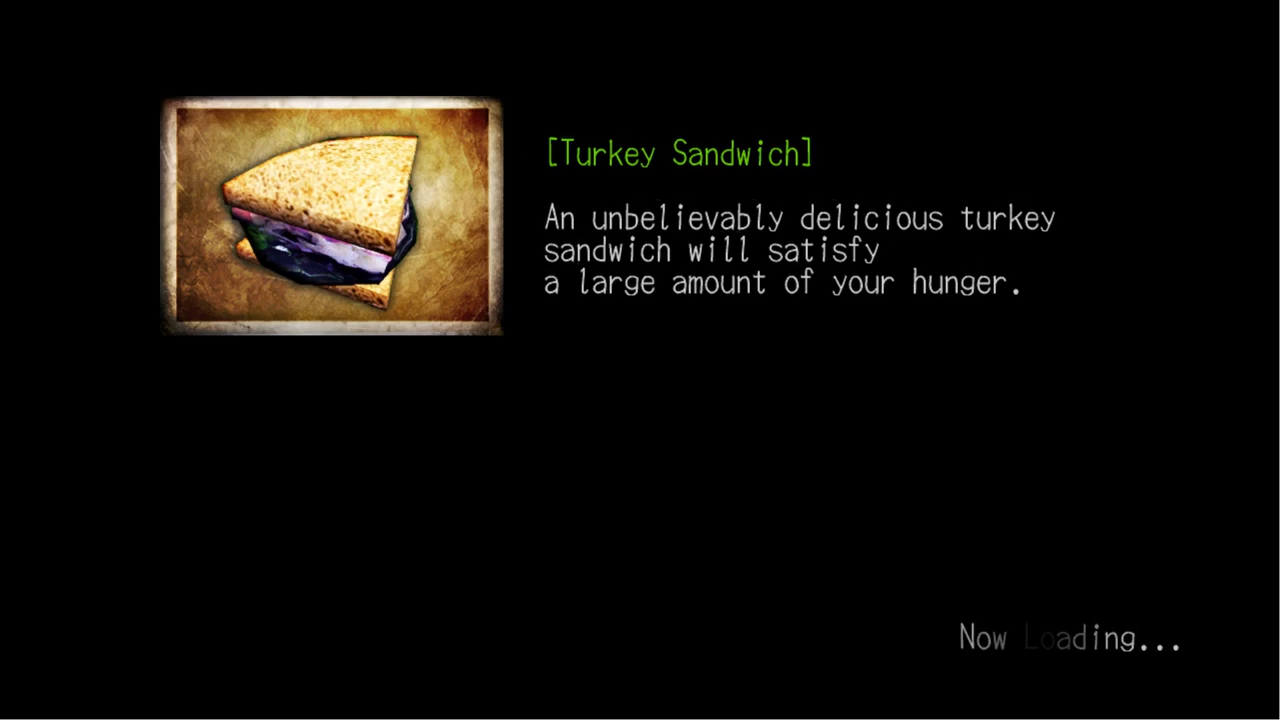 [Turkey Sandwich]
An unbelievably delicious turkey
sandwich will satisfy
a large amount of your hunger.
Now Loading...